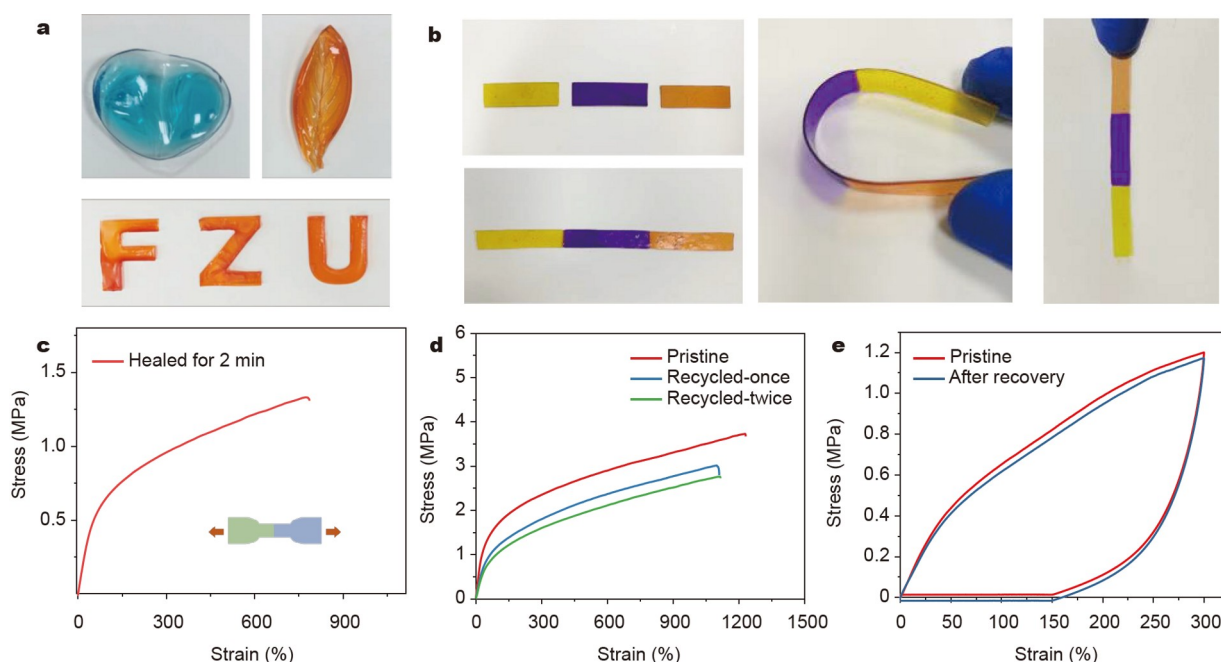 a
b
F Z U
c
Healed for 2 min
Stress (MPa)
1.5
1.0
0.5
0 300 600 900
Strain (%)
d
Pristine
Recycled-once
Recycled-twice
Stress (MPa)
6
5
4
3
2
1
0
0 300 600 900 1200 1500
Strain (%)
e
Pristine
After recovery
Stress (MPa)
1.2
1.0
0.8
0.6
0.4
0.2
0
0 50 100 150 200 250 300
Strain (%)